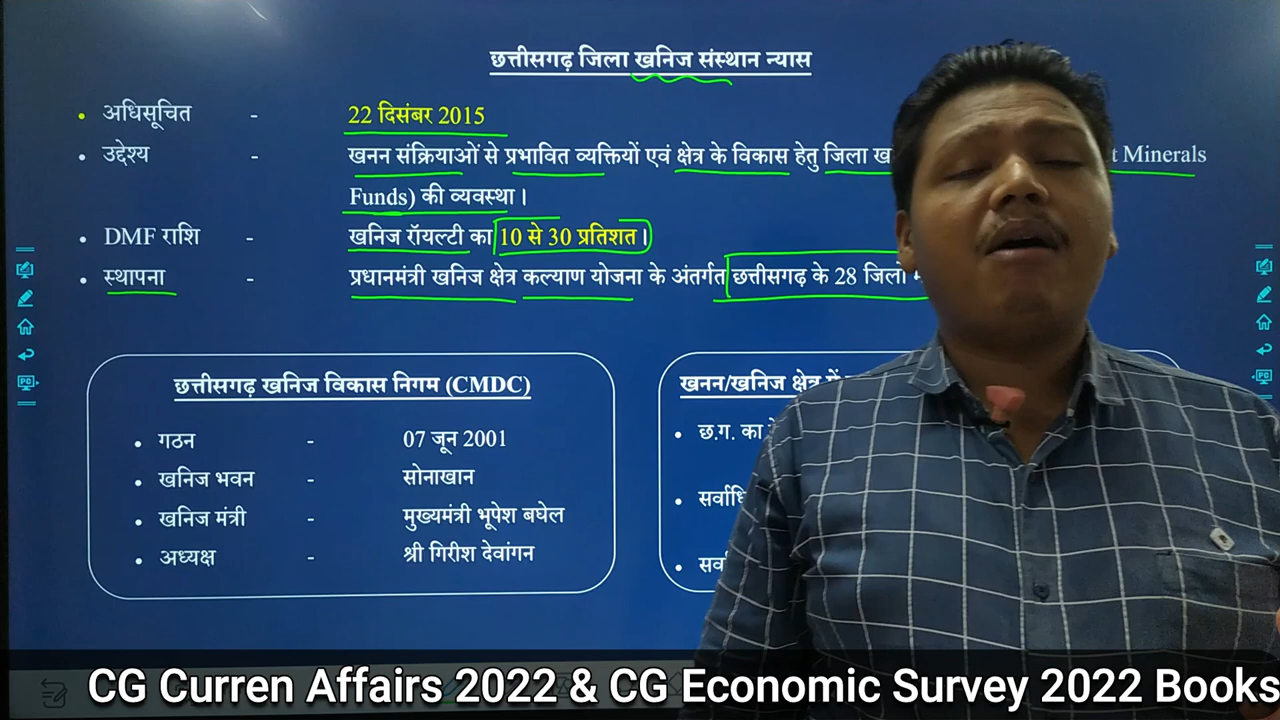 छत्तीसगढ़ जिला खनिज संस्थान न्यास
• अधिसूचित - 22 दिसंबर 2015
• उद्देश्य - खनन संक्रियाओं से प्रभावित व्यक्तियों एवं क्षेत्र के विकास हेतु जिला Minerals
Funds) की व्यवस्था।
• DMF राशि - खनिज रॉयल्टी का 10 से 30 प्रतिशत।
• स्थापना - प्रधानमंत्री खनिज क्षेत्र कल्याण योजना के अंतर्गत छत्तीसगढ़ के 28 जिलों
छत्तीसगढ़ खनिज विकास निगम (CMDC)
• गठन - 07 जून 2001
• खनिज भवन - सोनाखान
• खनिज मंत्री - मुख्यमंत्री भूपेश बघेल
• अध्यक्ष - श्री गिरीश देवांगन
खनन/खनिज क्षेत्र में
• छ.ग. का
PC
PC
CG Curren Affairs 2022 & CG Economic Survey 2022 Books